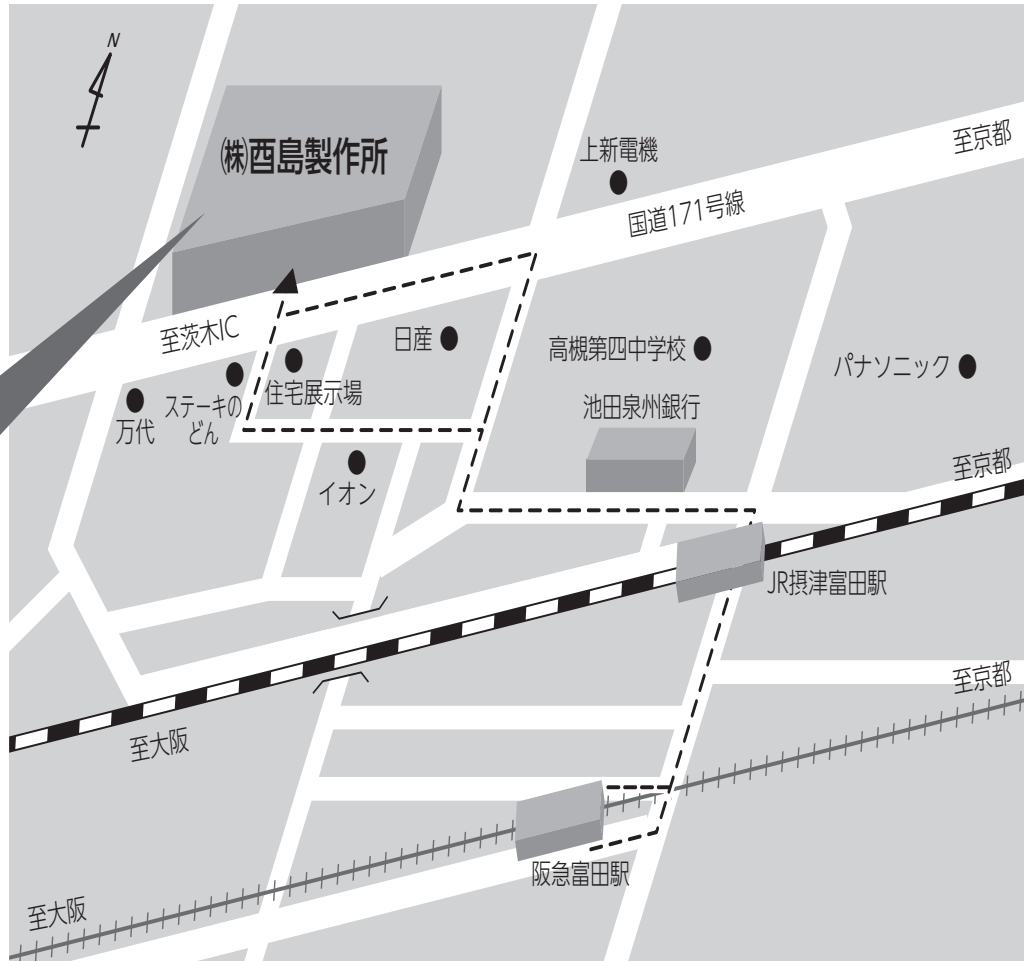 N
㈱酉島製作所
上新電機
至京都
国道171号線
至茨木IC
日産
高槻第四中学校
パナソニック
住宅展示場
ステーキの
どん
万代
池田泉州銀行
イオン
至京都
JR摂津富田駅
至京都
至大阪
阪急富田駅
至大阪